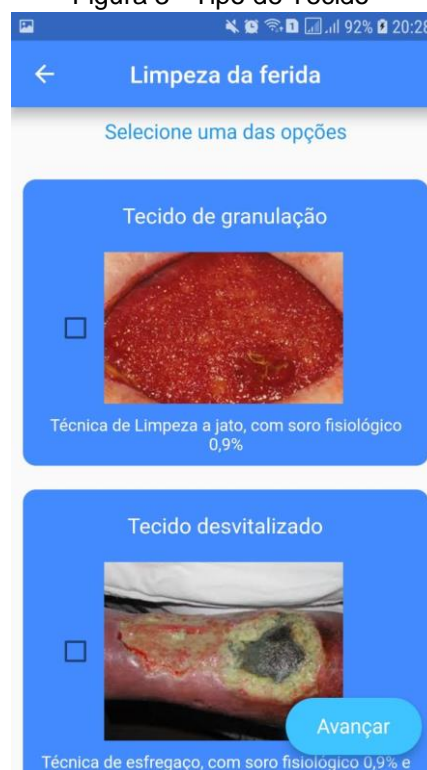 Figura 3 – Tipo de Tecido
92% 20:28
Limpeza da ferida
Selecione uma das opções
Tecido de granulação
Técnica de Limpeza a jato, com soro fisiológico
0,9%
Tecido desvitalizado
Avançar
Técnica de esfregaço, com soro fisiológico 0,9% e